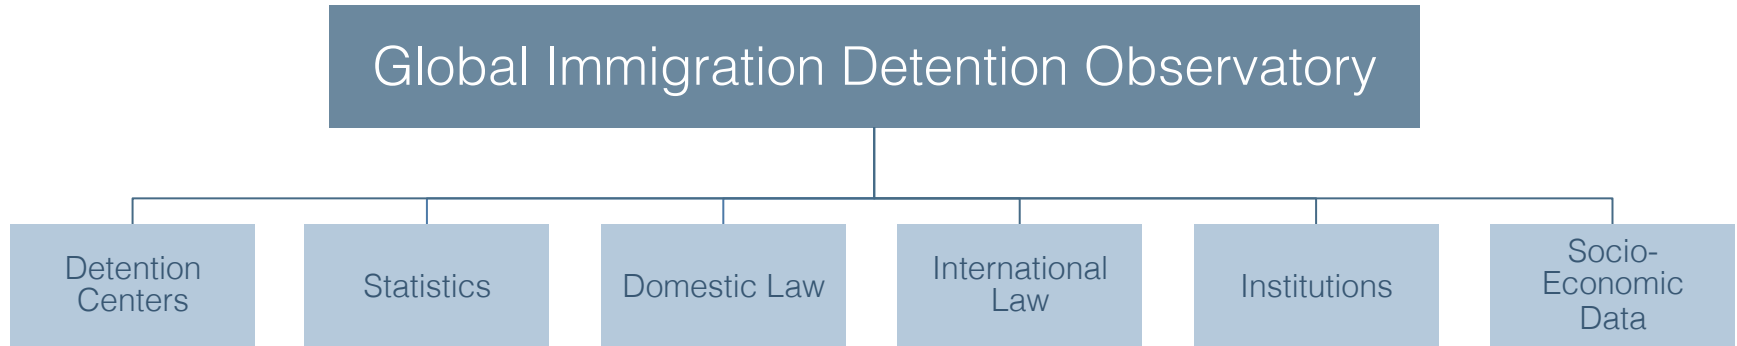 Global Immigration Detention Observatory
Detention
Centers
Statistics
Domestic Law
International
Law
Institutions
Socio-
Economic
Data